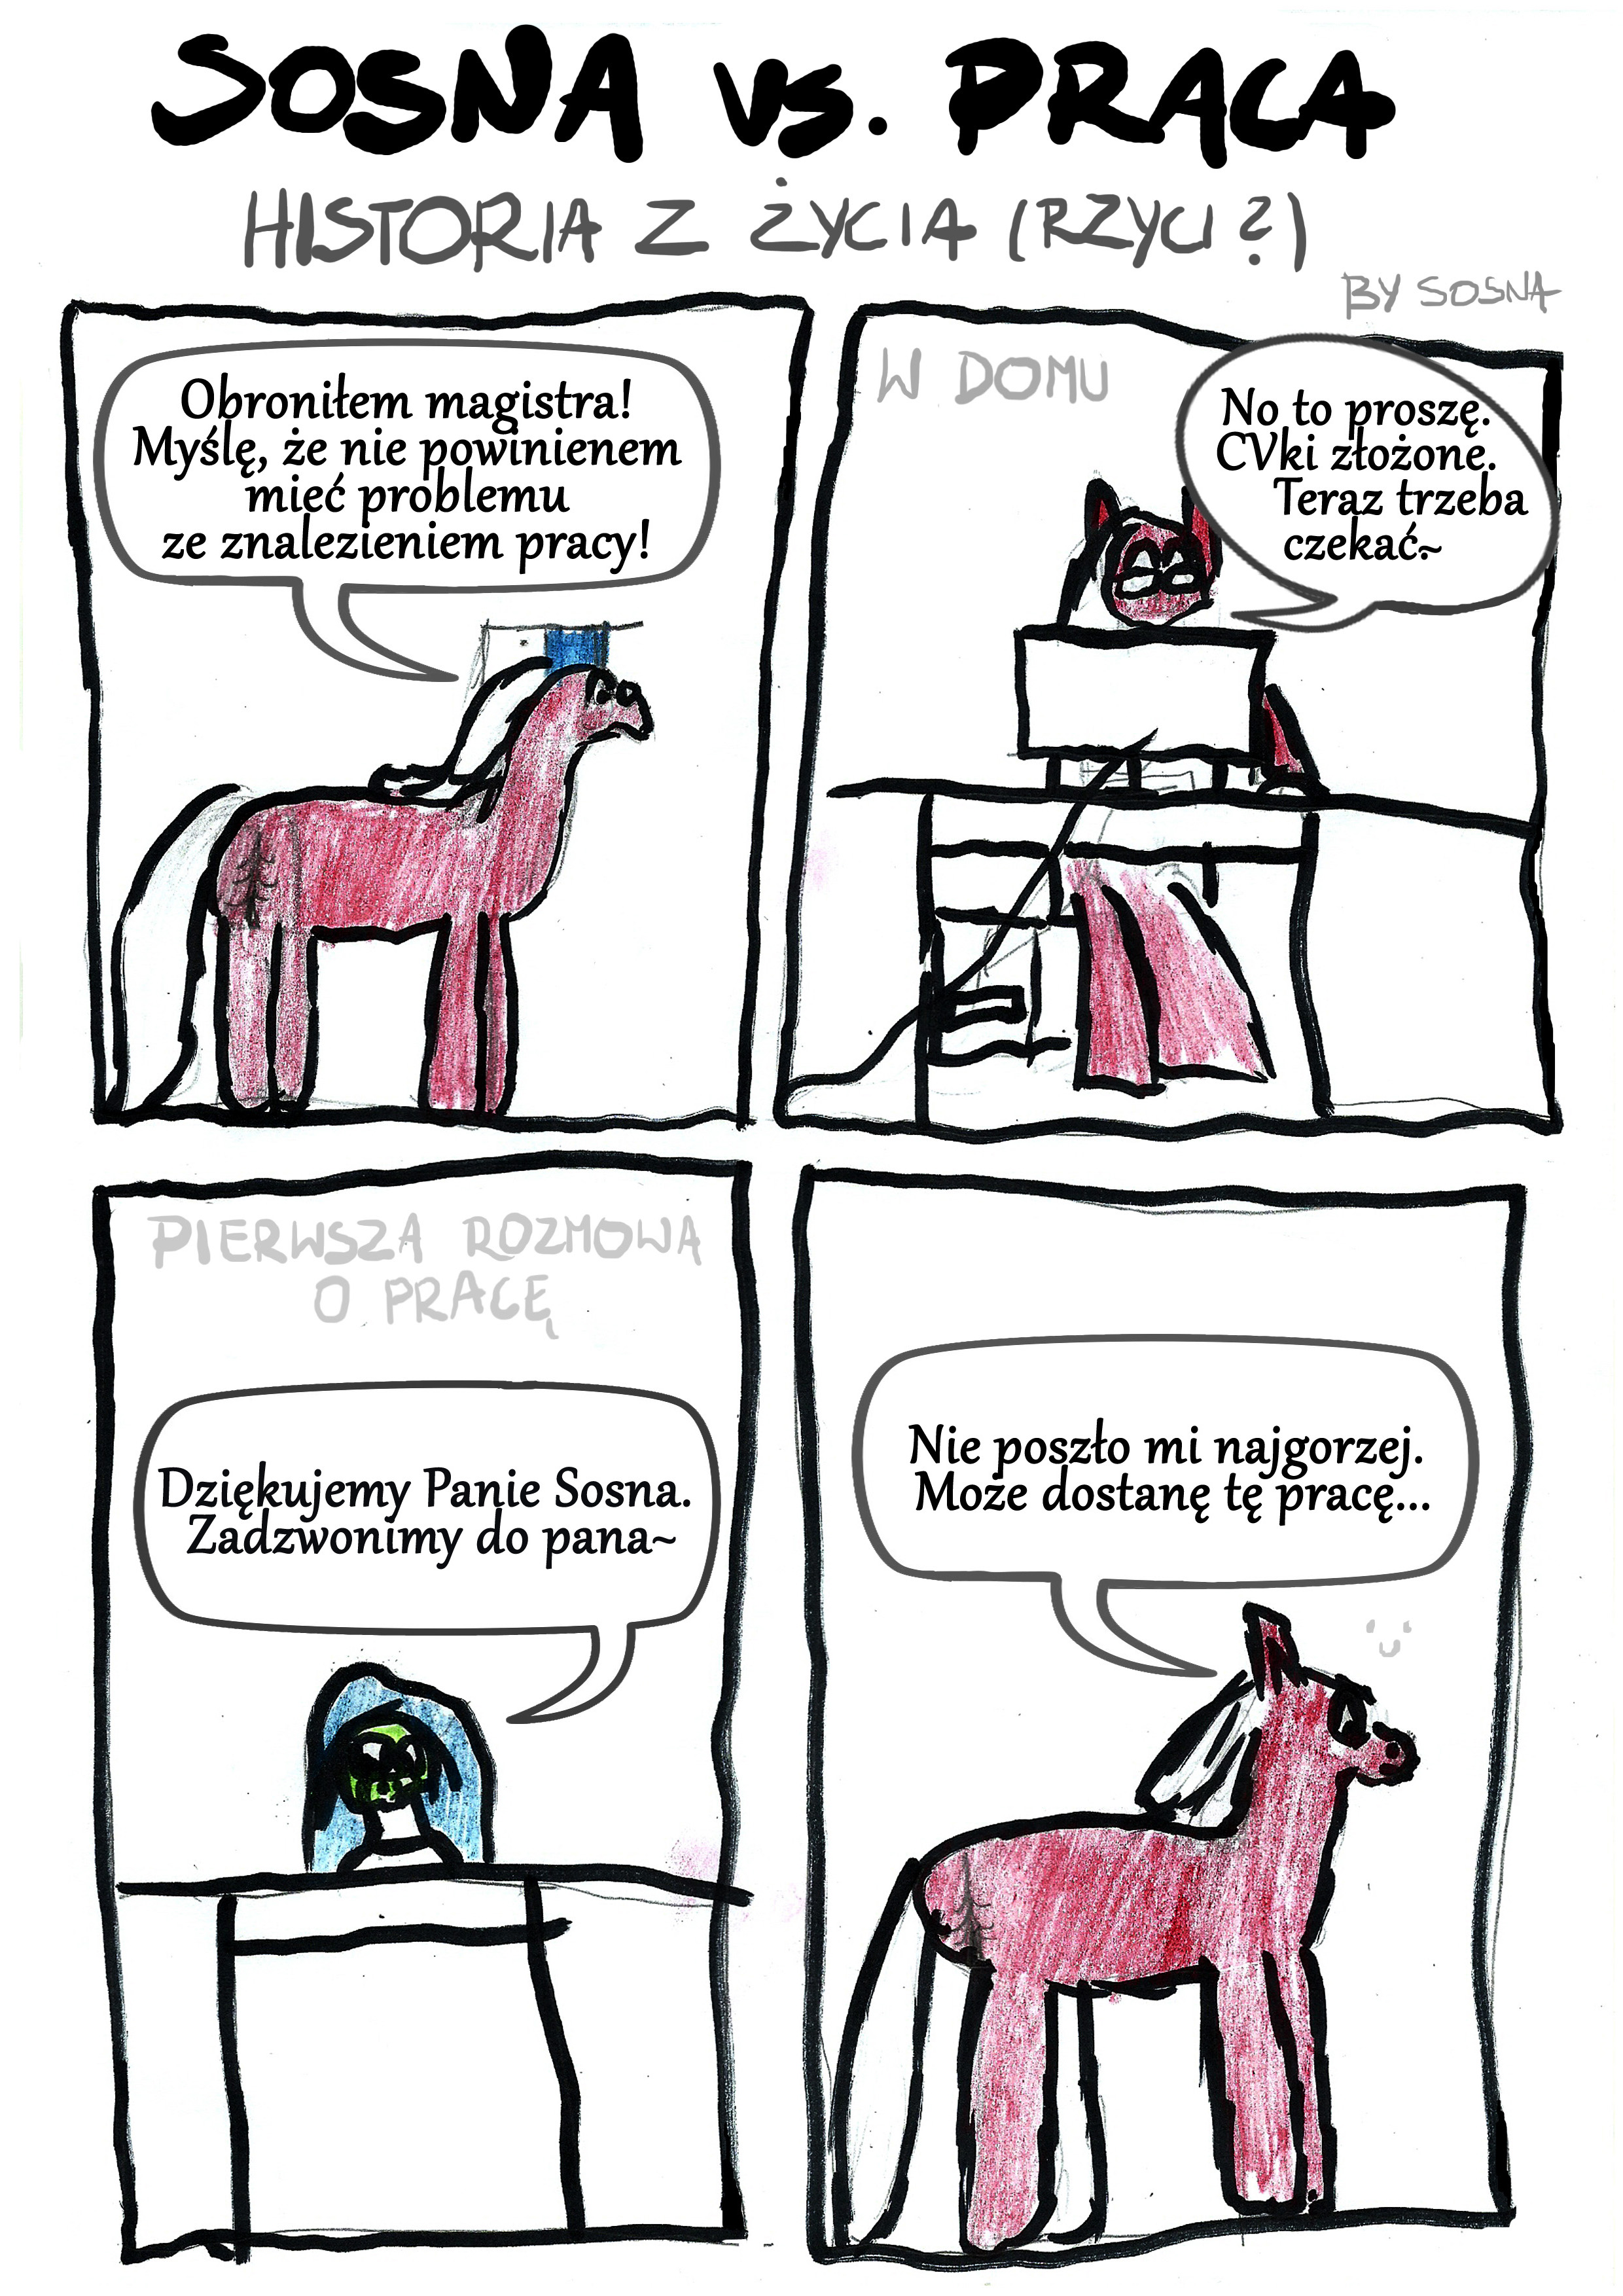 SOSNA vs. PRACA
HISTORIA Z ŻYCIA (RZYCI?)
BY SOSNA
Obroniłem magistra!
Myślę, że nie powinienem
mieć problemu
ze znalezieniem pracy!
W DOMU
No to proszę.
CVki złożone.
Teraz trzeba
czekać~
PIERWSZA ROZMOWA
O PRACĘ
Dziękujemy Panie Sosna.
Zadzwonimy do pana~
Nie poszło mi najgorzej.
Może dostanę tę pracę...